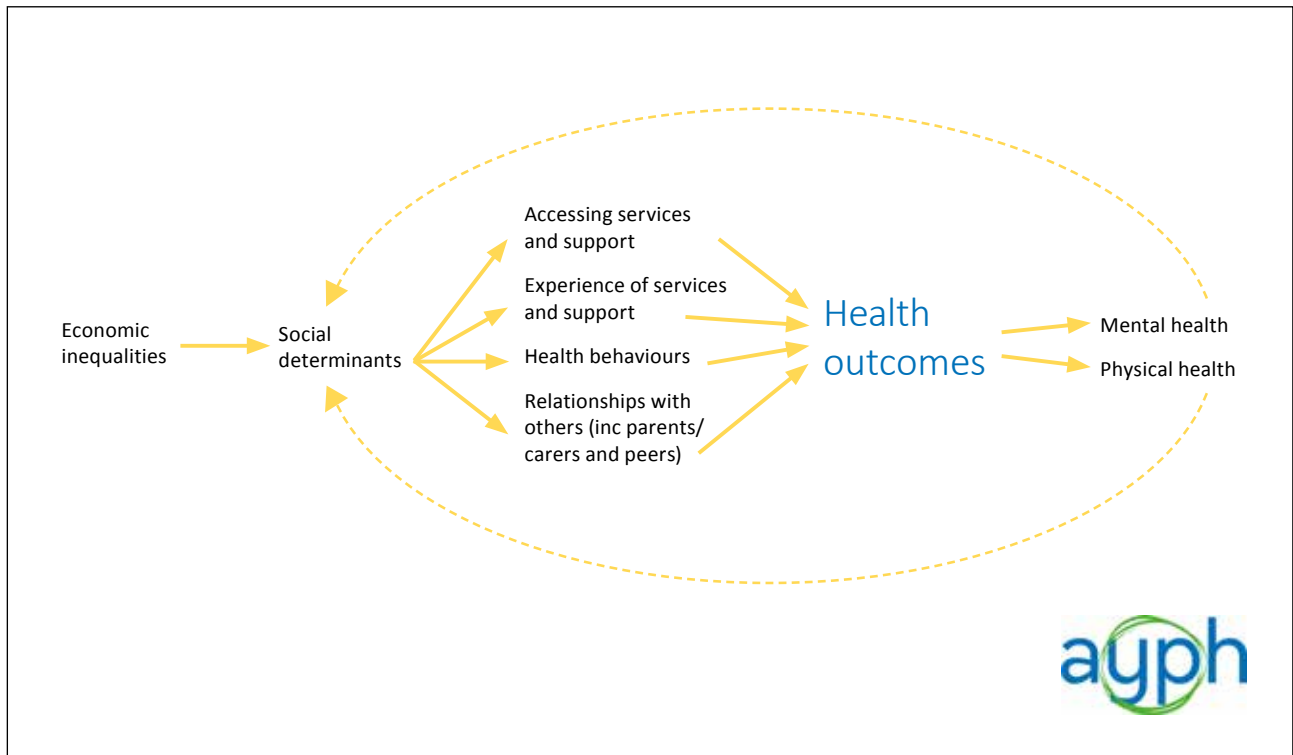 Economic
inequalities
Social
determinants
Accessing services
and support
Experience of services
and support
Health behaviours
Relationships with
others (inc parents/
carers and peers)
Health
outcomes
Mental health
Physical health
ayph